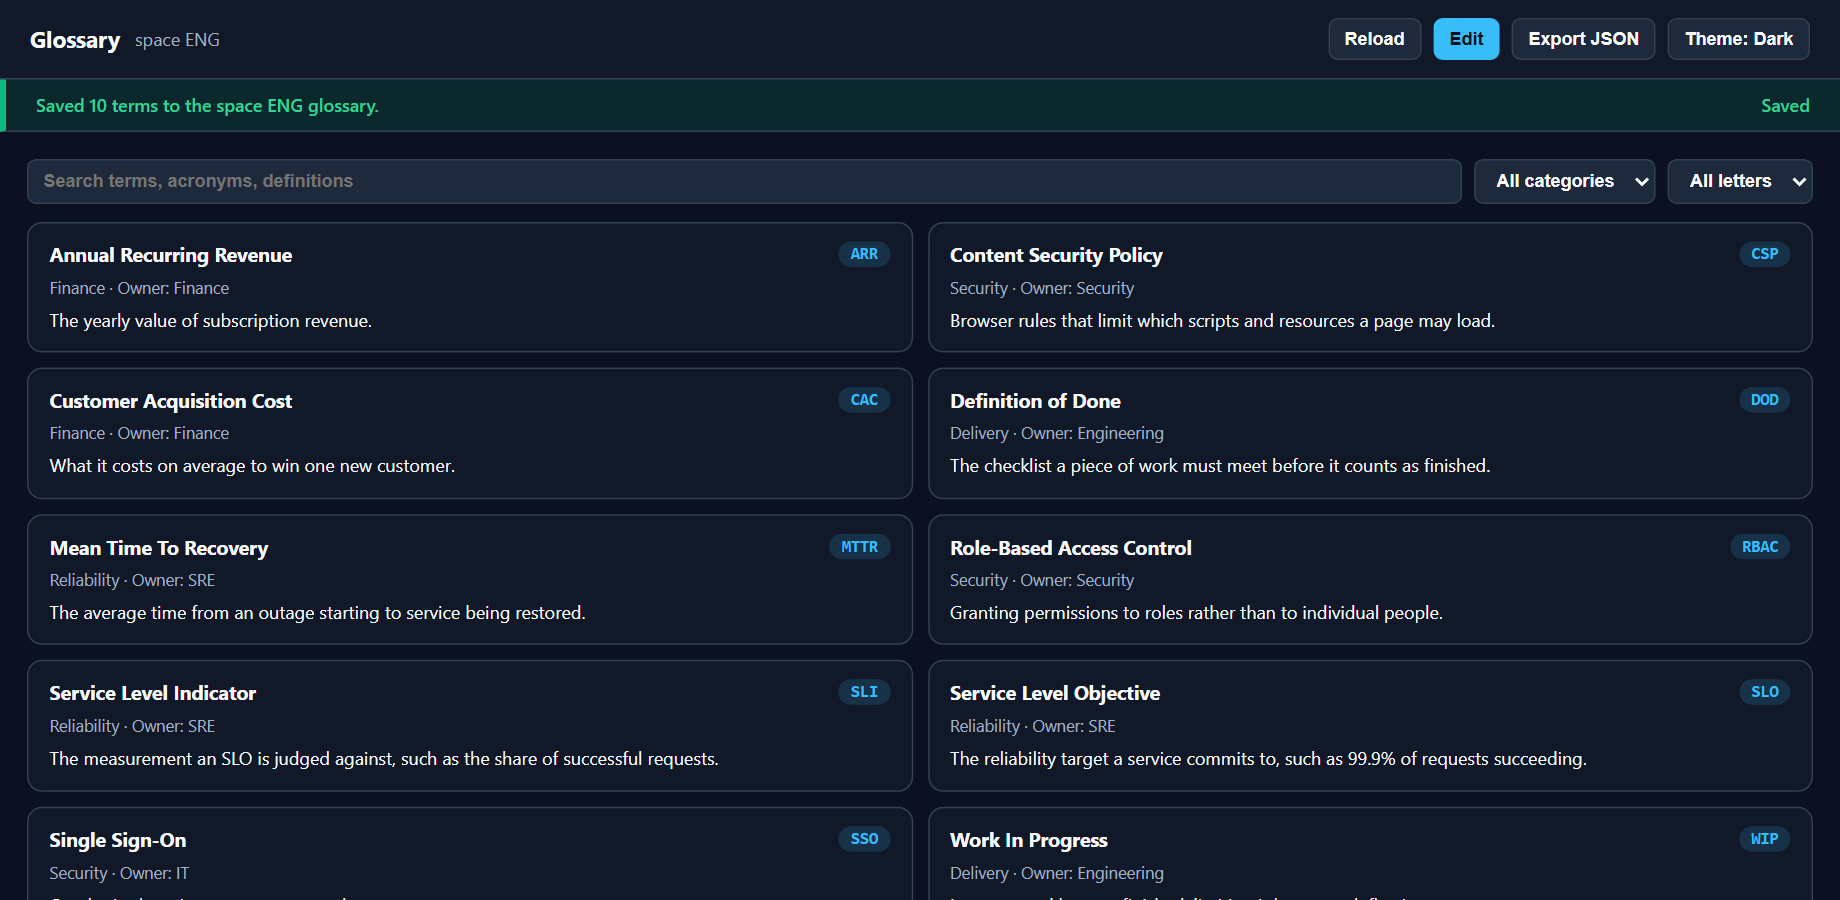 Glossary space ENG
Reload
Edit
Export JSON
Theme: Dark
Saved 10 terms to the space ENG glossary.
Saved
Search terms, acronyms, definitions
All categories
All letters
Annual Recurring Revenue
ARR
Finance · Owner: Finance
The yearly value of subscription revenue.
Content Security Policy
CSP
Security · Owner: Security
Browser rules that limit which scripts and resources a page may load.
Customer Acquisition Cost
CAC
Finance · Owner: Finance
What it costs on average to win one new customer.
Definition of Done
DOD
Delivery · Owner: Engineering
The checklist a piece of work must meet before it counts as finished.
Mean Time To Recovery
MTTR
Reliability · Owner: SRE
The average time from an outage starting to service being restored.
Role-Based Access Control
RBAC
Security · Owner: Security
Granting permissions to roles rather than to individual people.
Service Level Indicator
SLI
Reliability · Owner: SRE
The measurement an SLO is judged against, such as the share of successful requests.
Service Level Objective
SLO
Reliability · Owner: SRE
The reliability target a service commits to, such as 99.9% of requests succeeding.
Single Sign-On
SSO
Security · Owner: IT
Work In Progress
WIP
Delivery · Owner: Engineering